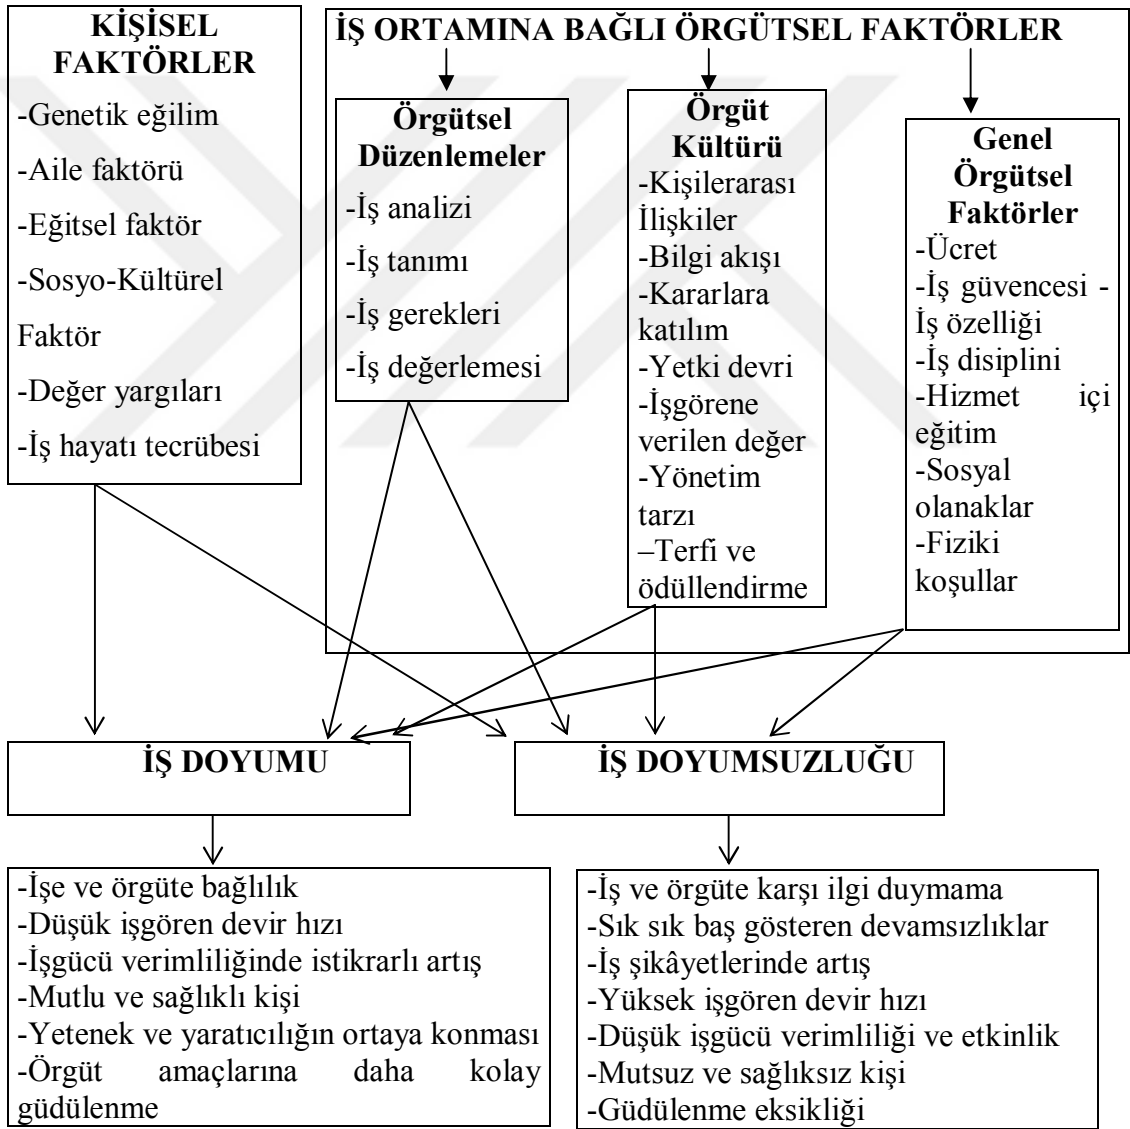 KİŞİSEL
FAKTÖRLER
-Genetik eğilim
-Aile faktörü
-Eğitsel faktör
-Sosyo-Kültürel
Faktör
-Değer yargıları
-İş hayatı tecrübesi
İŞ ORTAMINA BAĞLI ÖRGÜTSEL FAKTÖRLER
Örgütsel
Düzenlemeler
-İş analizi
-İş tanımı
-İş gerekleri
-İş değerlemesi
Örgüt
Kültürü
-Kişilerarası
İlişkiler
-Bilgi akışı
-Kararlara
katılım
-Yetki devri
-İşgörene
verilen değer
-Yönetim
tarzı
–Terfi ve
ödüllendirme
Genel
Örgütsel
Faktörler
-Ücret
-İş güvencesi -
İş özelliği
-İş disiplini
-Hizmet içi
eğitim
-Sosyal
olanaklar
-Fiziki
koşullar
İŞ DOYUMU
İŞ DOYUMSUZLUĞU
-İşe ve örgüte bağlılık
-Düşük işgören devir hızı
-İşgücü verimliliğinde istikrarlı artış
-Mutlu ve sağlıklı kişi
-Yetenek ve yaratıcılığın ortaya konması
-Örgüt amaçlarına daha kolay
güdülenme
-İş ve örgüte karşı ilgi duymama
-Sık sık baş gösteren devamsızlıklar
-İş şikâyetlerinde artış
-Yüksek işgören devir hızı
-Düşük işgücü verimliliği ve etkinlik
-Mutsuz ve sağlıksız kişi
-Güdülenme eksikliği